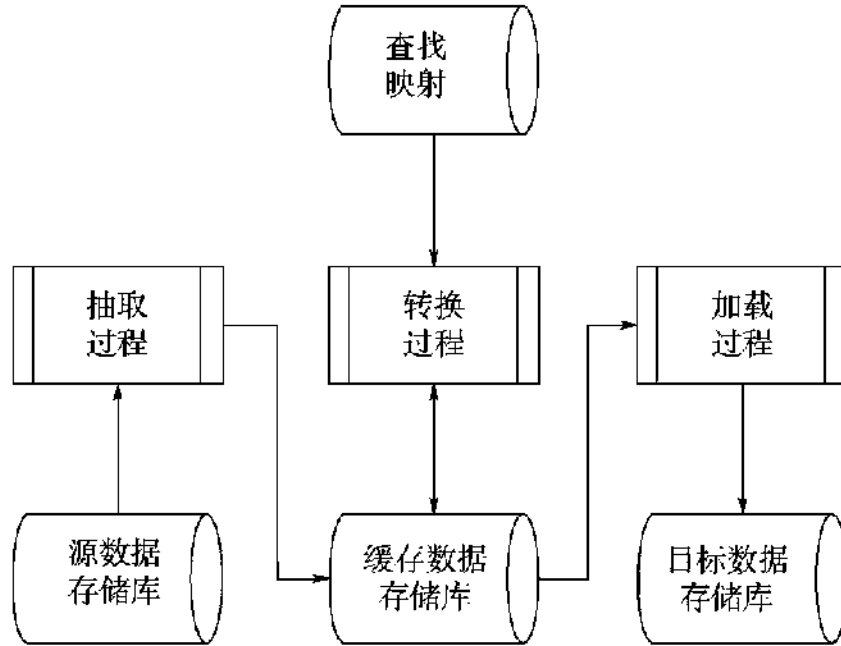 查找
映射
抽取
过程
转换
过程
加载
过程
源数据
存储库
缓存数据
存储库
目标数据
存储库